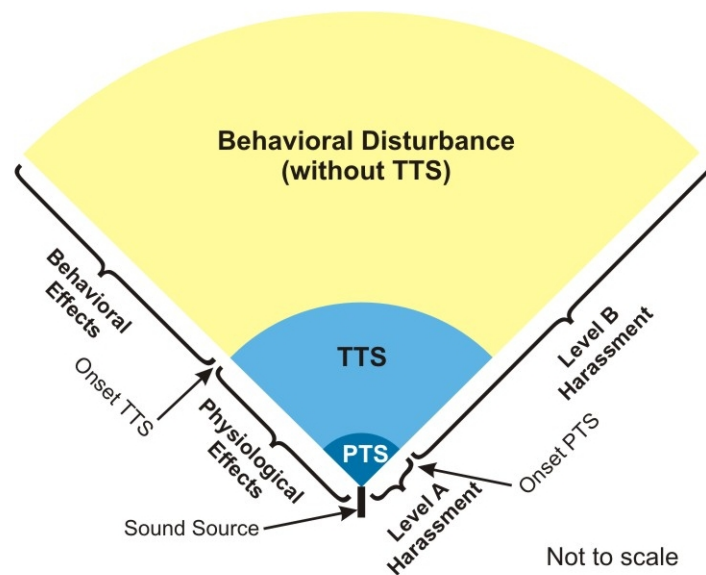 Behavioral Disturbance
(without TTS)
Behavioral
Effects
Onset TTS
TTS
Level B
Harassment
Physiological
Effects
PTS
Onset PTS
Level A
Harassment
Sound Source
Not to scale